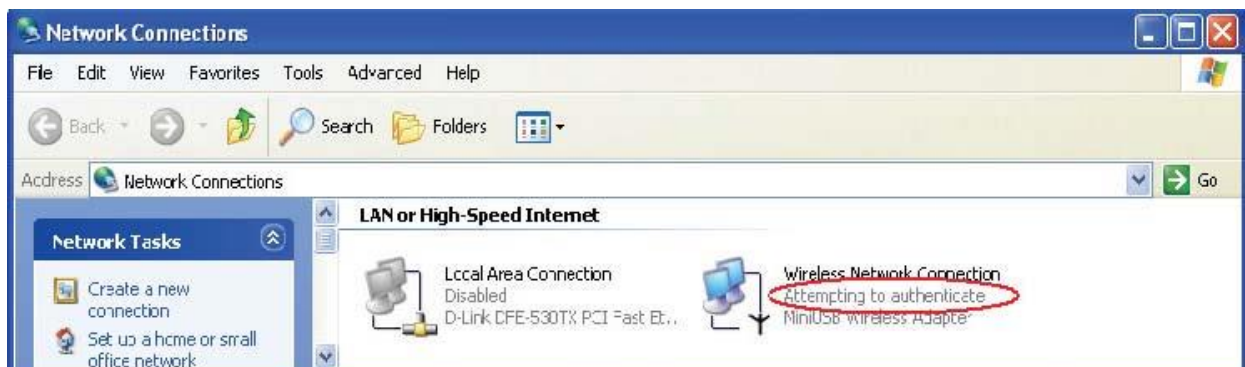 Network Connections
File Edit View Favorites Tools Advanced Help
Back Search Folders
Address Network Connections Go
Network Tasks
Create a new
connection
Set up a home or small
office network
LAN or High-Speed Internet
Local Area Connection
Disabled
D-Link DFE-530TX PCI Fast Et...
Wireless Network Connection
Attempting to authenticate
MiniUSB Wireless Adapter